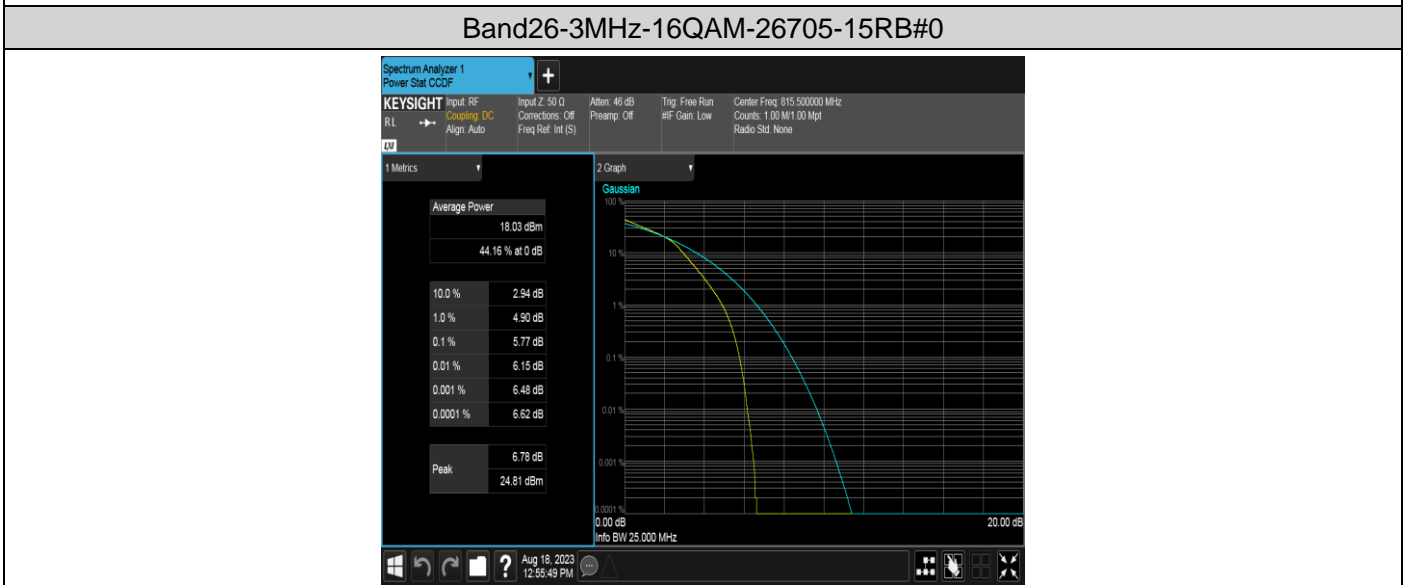 Band26-3MHz-16QAM-26705-15RB#0
Spectrum Analyzer 1
Power Stat CCDF
+
KEYSIGHT
RL
LXI
Input: RF
Coupling: DC
Align: Auto
Input Z: 50 Ω
Corrections: Off
Freq Ref: Int (S)
Atten: 46 dB
Preamp: Off
Trig: Free Run
#IF Gain: Low
Center Freq: 815.500000 MHz
Counts: 1.00 M/1.00 Mpt
Radio Std: None
1 Metrics
Average Power
18.03 dBm
44.16 % at 0 dB
10.0 % 2.94 dB
1.0 % 4.90 dB
0.1 % 5.77 dB
0.01 % 6.15 dB
0.001 % 6.48 dB
0.0001 % 6.62 dB
Peak
6.78 dB
24.81 dBm
2 Graph
Gaussian
100 %
10 %
1 %
0.1 %
0.01 %
0.001 %
0.0001 %
0.00 dB 20.00 dB
Info BW 25.000 MHz
?
Aug 18, 2023
12:55:49 PM